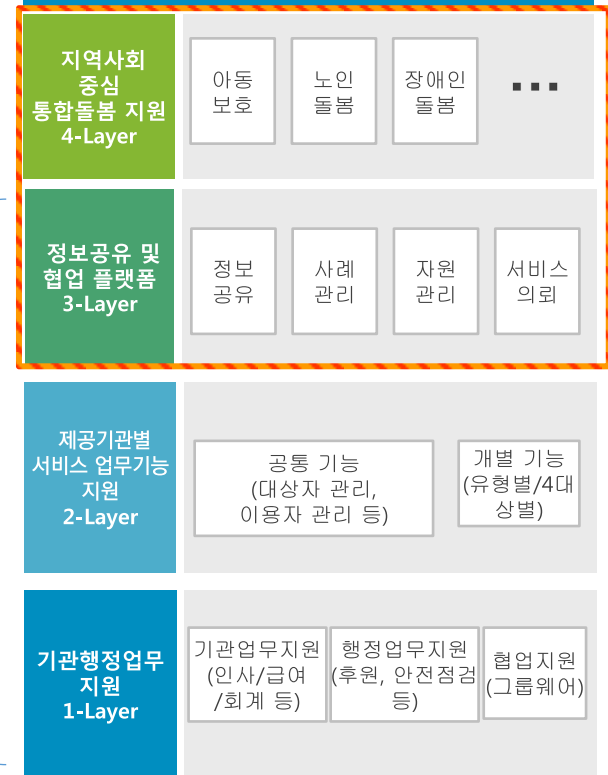 지역사회
중심
통합돌봄 지원
4-Layer
아동
보호
노인
돌봄
장애인
돌봄
...
정보공유 및
협업 플랫폼
3-Layer
정보
공유
사례
관리
자원
관리
서비스
의뢰
제공기관별
서비스 업무기능
지원
2-Layer
공통 기능
(대상자 관리,
이용자 관리 등)
개별 기능
(유형별/4대
상별)
기관행정업무
지원
1-Layer
기관업무지원
(인사/급여
/회계 등)
행정업무지원
(후원, 안전점검
등)
협업지원
(그룹웨어)